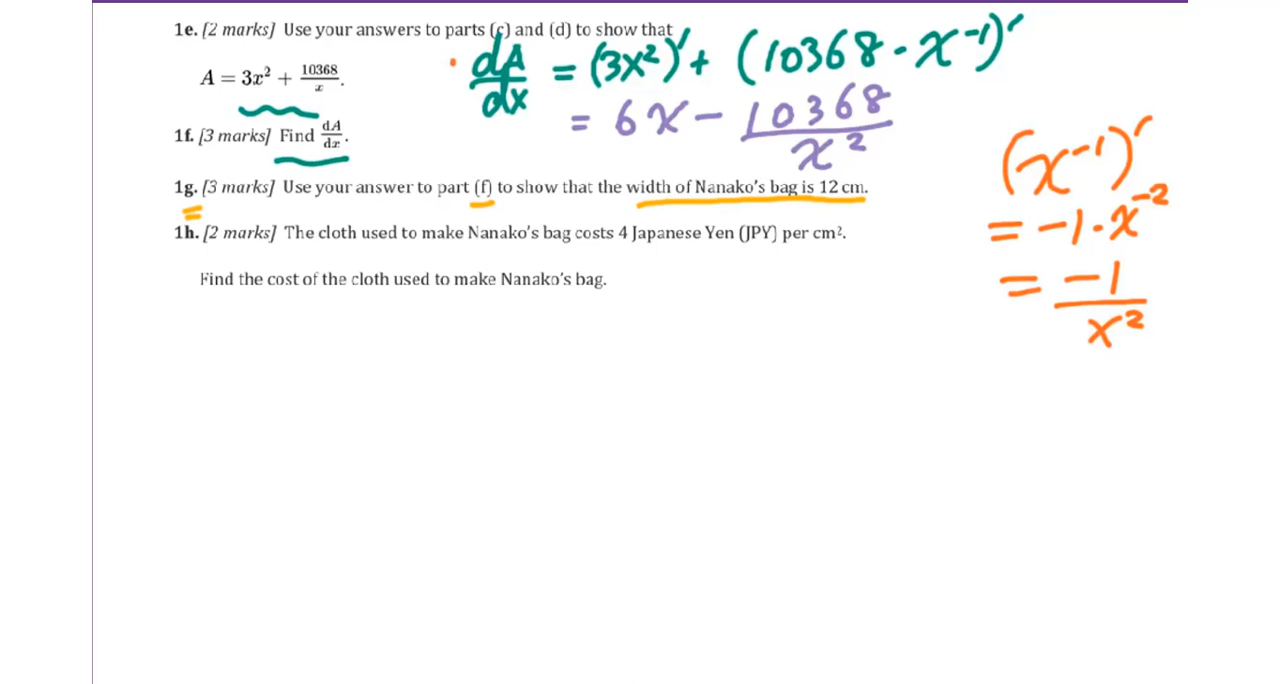 1e. [2 marks] Use your answers to parts (c) and (d) to show that
A = 3x² + 10368/x.
dA/dx = (3x²)' + (10368 · x⁻¹)'
= 6x − 10368/x²
1f. [3 marks] Find dA/dx.
(x⁻¹)'
= −1 · x⁻²
= −1/x²
1g. [3 marks] Use your answer to part (f) to show that the width of Nanako's bag is 12 cm.
1h. [2 marks] The cloth used to make Nanako's bag costs 4 Japanese Yen (JPY) per cm².
Find the cost of the cloth used to make Nanako's bag.